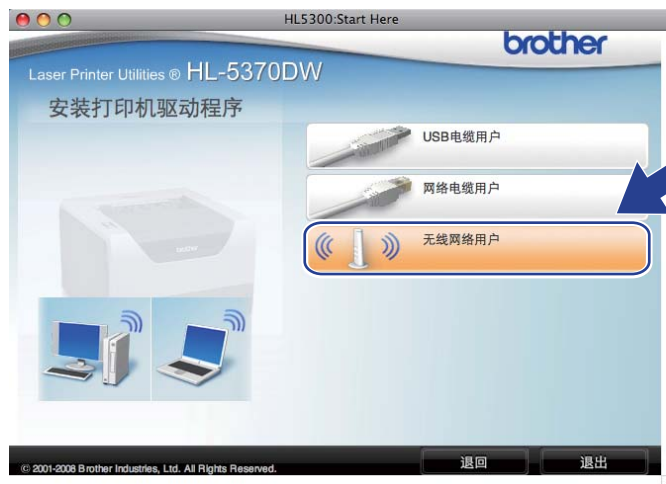 HL5300:Start Here
brother
Laser Printer Utilities ® HL-5370DW
安装打印机驱动程序
USB电缆用户
网络电缆用户
无线网络用户
© 2001-2008 Brother Industries, Ltd. All Rights Reserved.
退回
退出